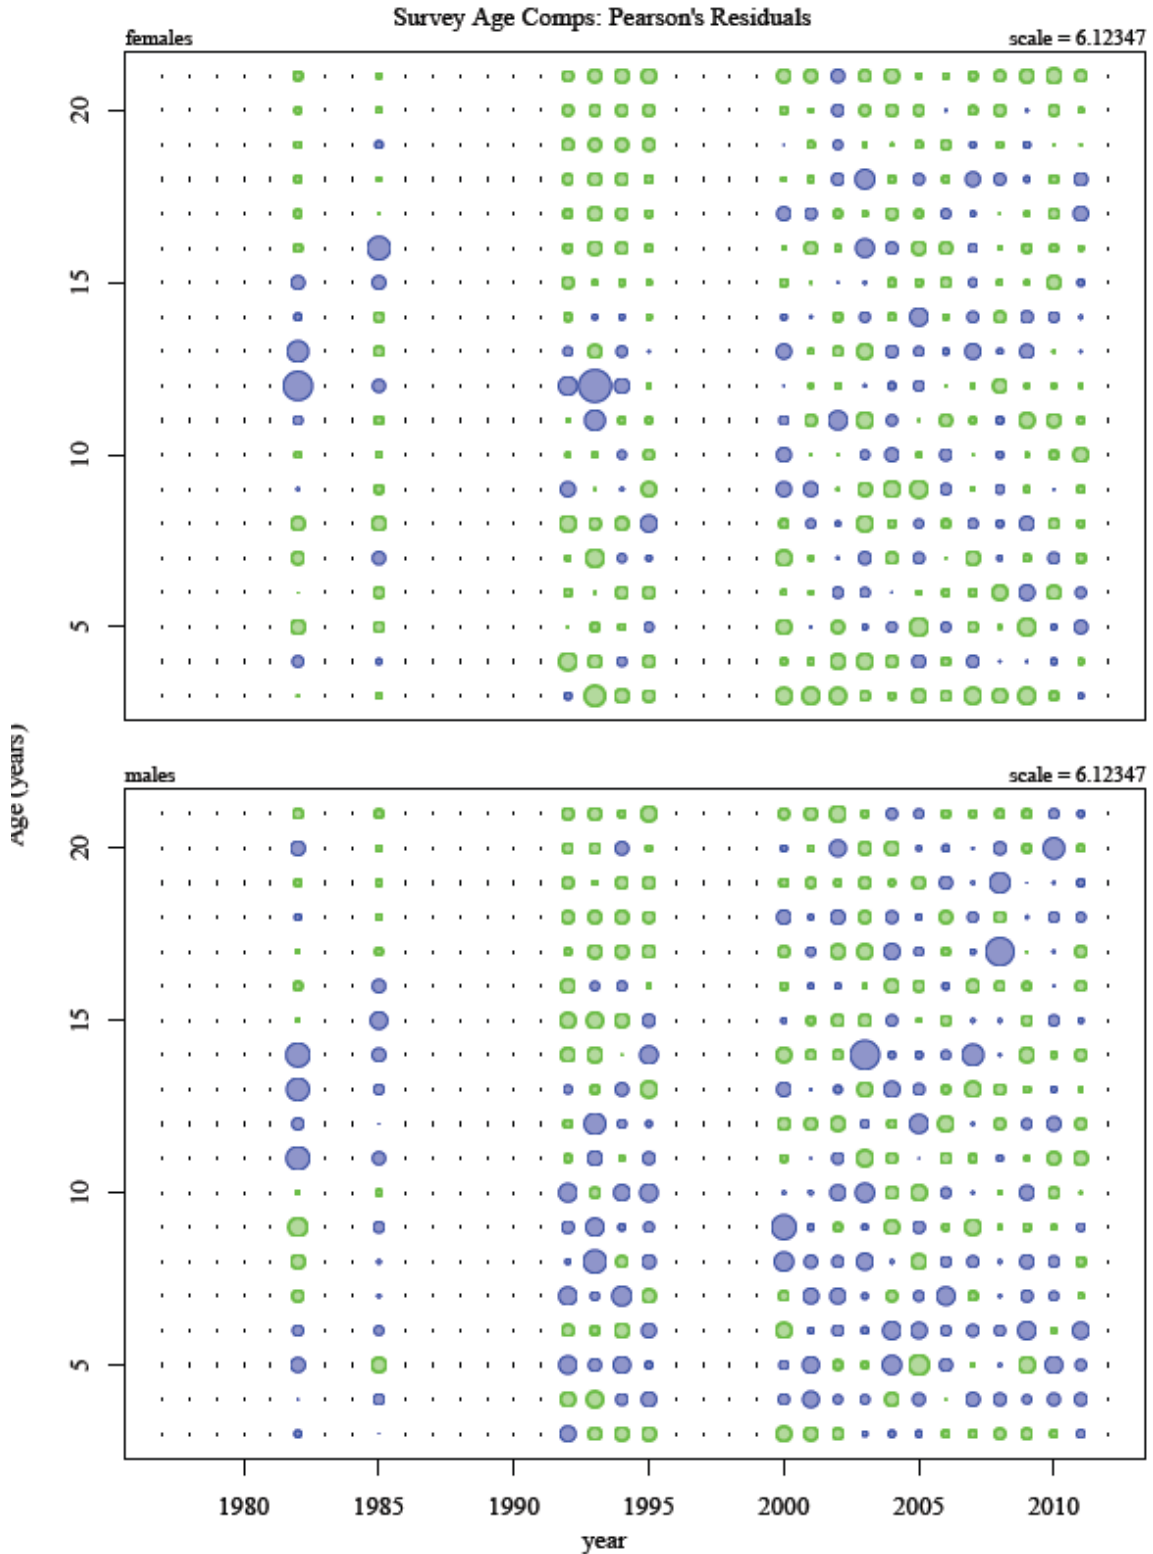 Survey Age Comps: Pearson's Residuals
females scale = 6.12347
20
15
10
5
Age (years)
males scale = 6.12347
20
15
10
5
1980 1985 1990 1995 2000 2005 2010
year